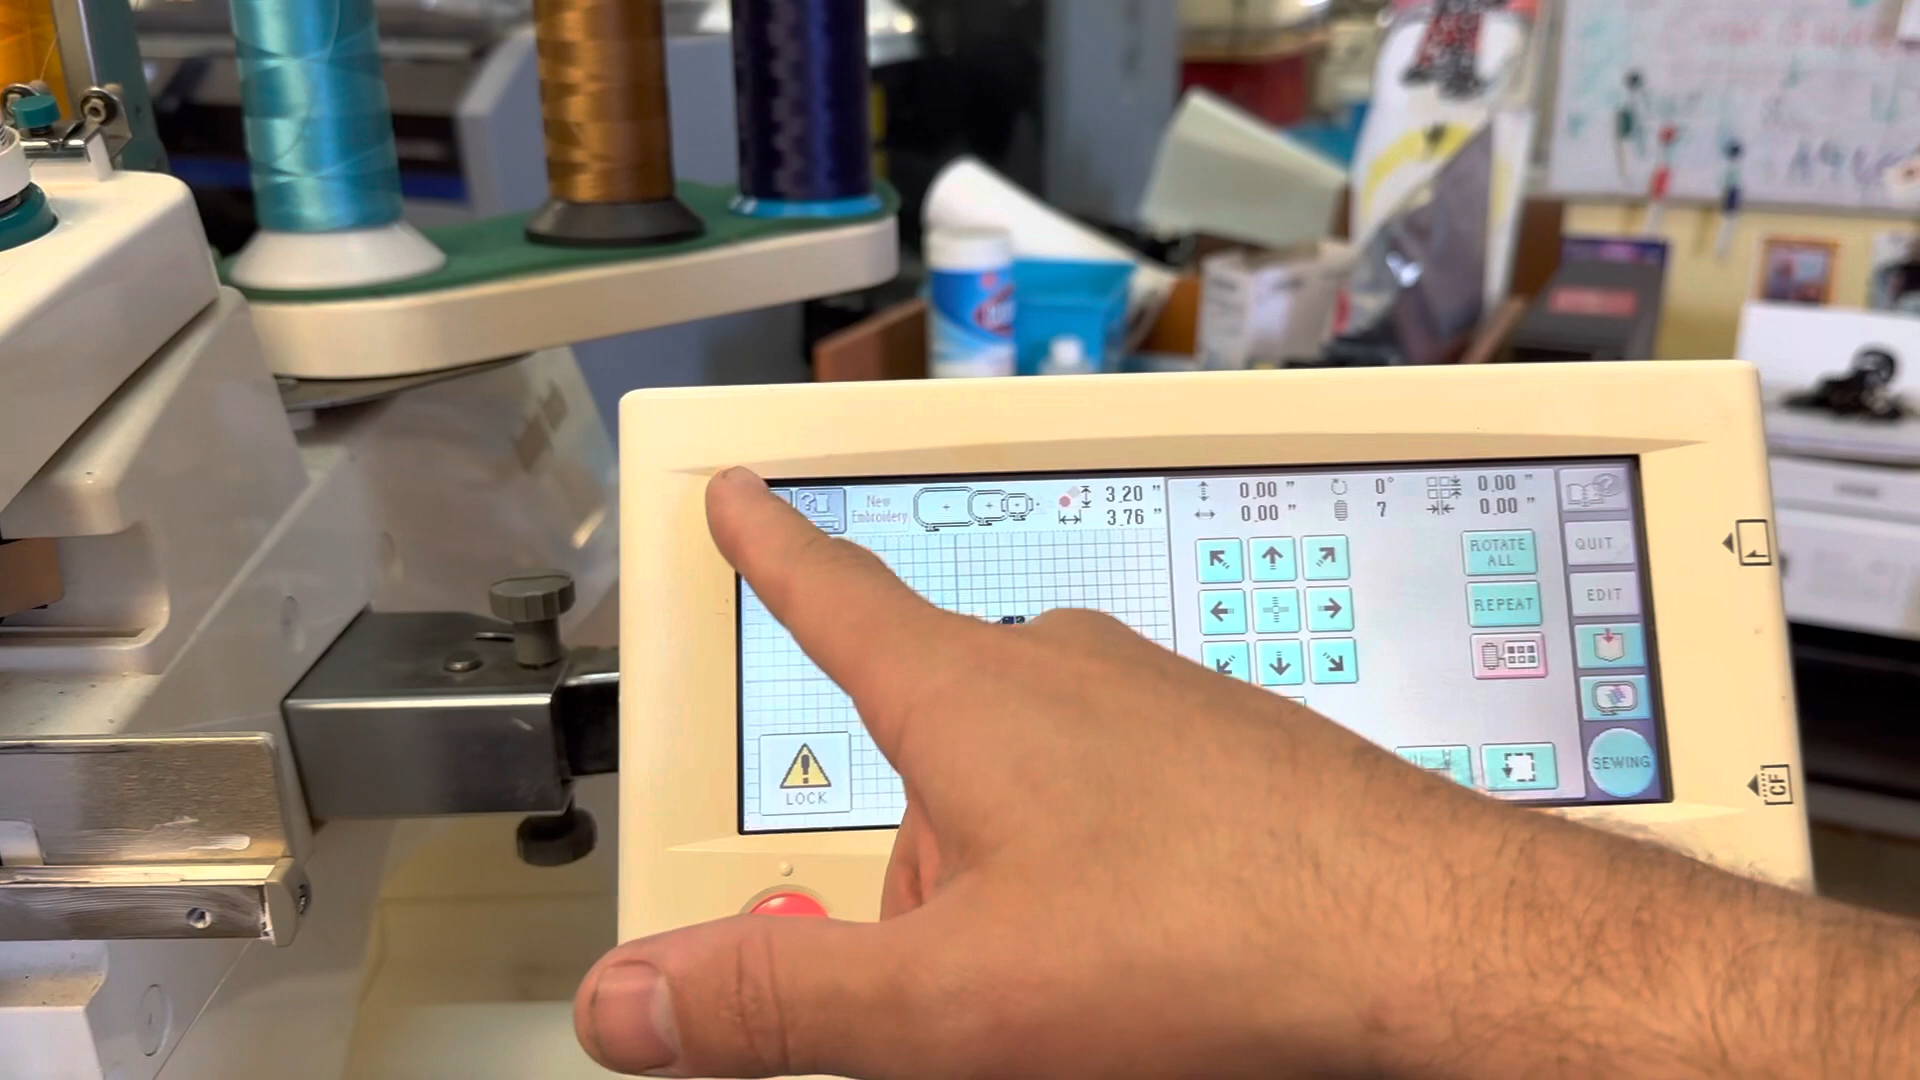 New
Embroidery
3.20 "
3.76 "
0.00 "
0.00 "
0°
7
0.00 "
0.00 "
ROTATE
ALL
REPEAT
QUIT
EDIT
SEWING
LOCK
CF